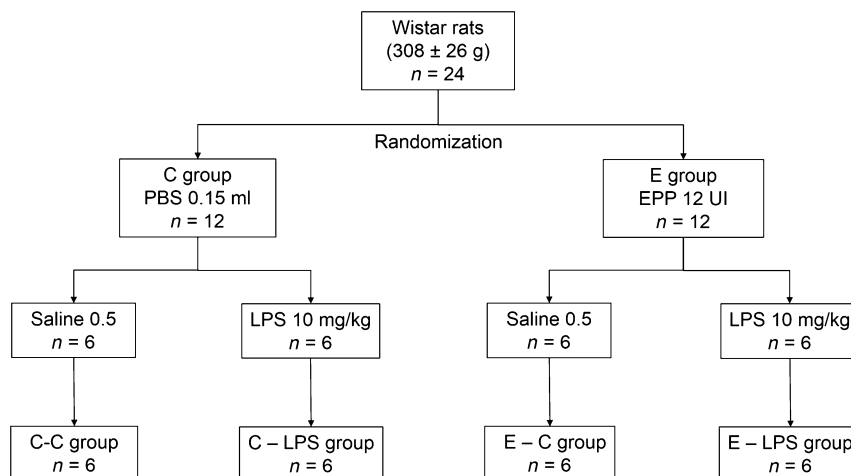 Wistar rats
(308 ± 26 g)
n = 24
Randomization
C group
PBS 0.15 ml
n = 12
E group
EPP 12 UI
n = 12
Saline 0.5
n = 6
LPS 10 mg/kg
n = 6
Saline 0.5
n = 6
LPS 10 mg/kg
n = 6
C-C group
n = 6
C – LPS group
n = 6
E – C group
n = 6
E – LPS group
n = 6